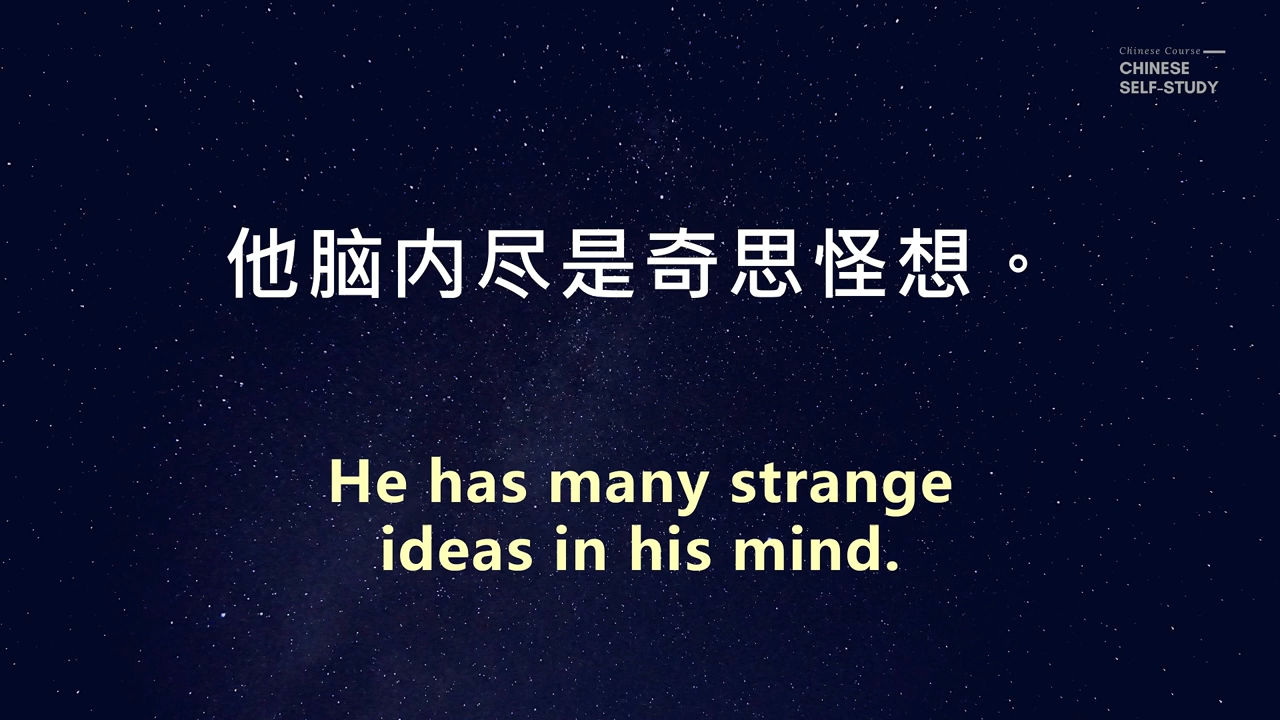 Chinese Course
CHINESE
SELF-STUDY
他脑内尽是奇思怪想。
He has many strange
ideas in his mind.